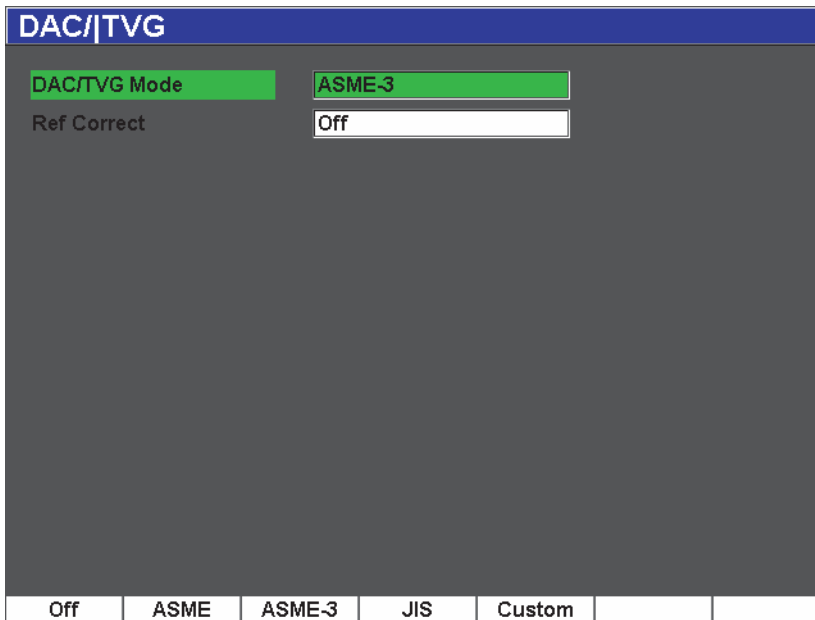 DAC/|TVG
DAC/TVG Mode ASME-3
Ref Correct Off
Off ASME ASME-3 JIS Custom